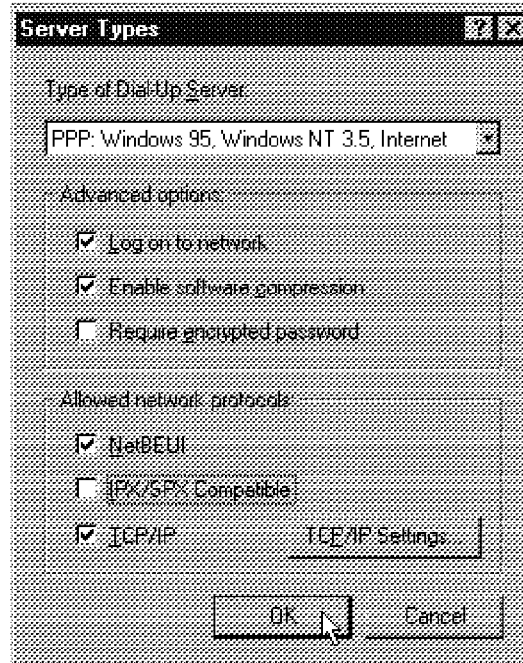 Server Types
Type of Dial-Up Server:
PPP: Windows 95, Windows NT 3.5, Internet
Advanced options:
Log on to network
Enable software compression
Require encrypted password
Allowed network protocols:
NetBEUI
IPX/SPX Compatible
TCP/IP TCP/IP Settings...
OK Cancel